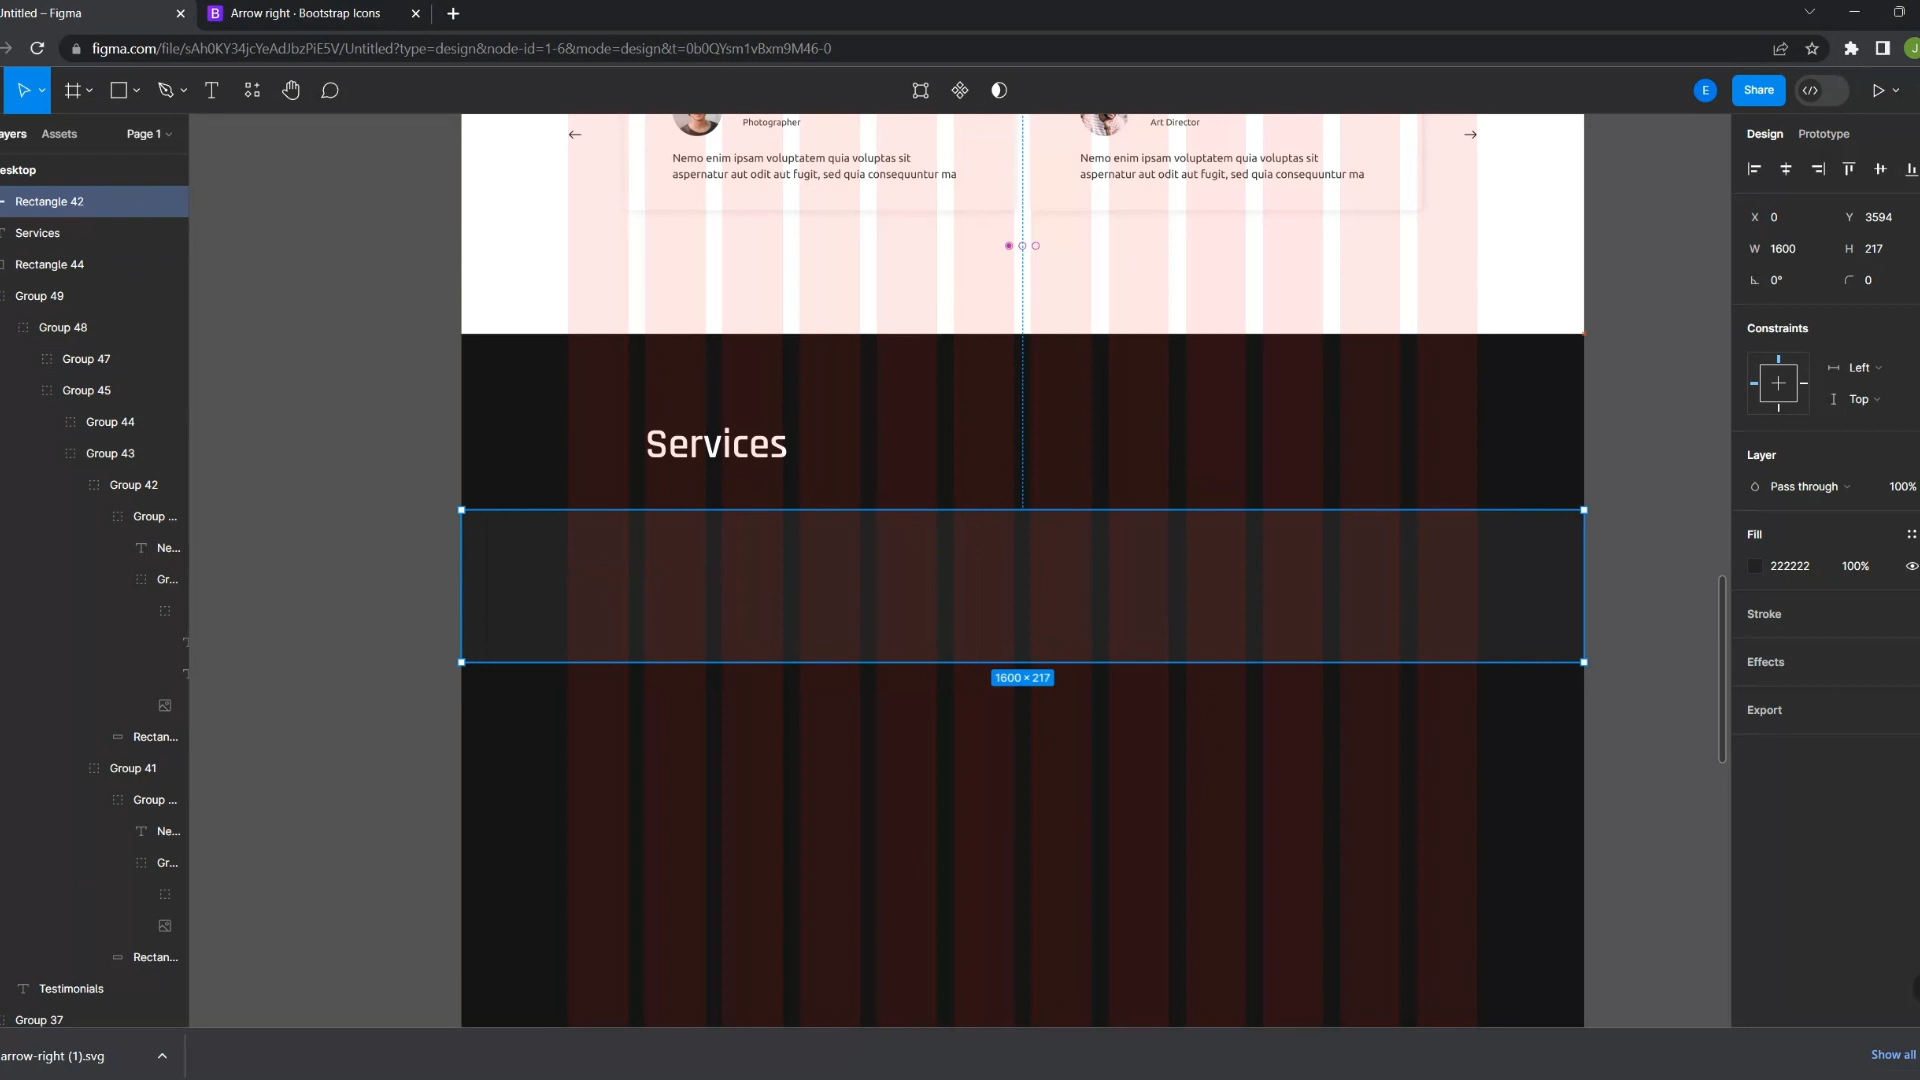 Untitled – Figma
Arrow right · Bootstrap Icons
figma.com/file/sAh0KY34jcYeAdJbzPiE5V/Untitled?type=design&node-id=1-6&mode=design&t=0b0QYsm1vBxm9M46-0
E
Share
J
ayers
Assets
Page 1
esktop
Rectangle 42
Services
Rectangle 44
Group 49
Group 48
Group 47
Group 45
Group 44
Group 43
Group 42
Group ...
Ne...
Gr...
Rectan...
Group 41
Group ...
Ne...
Gr...
Rectan...
Testimonials
Group 37
Photographer
Nemo enim ipsam voluptatem quia voluptas sit
aspernatur aut odit aut fugit, sed quia consequuntur ma
Art Director
Nemo enim ipsam voluptatem quia voluptas sit
aspernatur aut odit aut fugit, sed quia consequuntur ma
Services
1600 × 217
Design
Prototype
X 0
Y 3594
W 1600
H 217
0°
0
Constraints
Left
Top
Layer
Pass through
100%
Fill
222222
100%
Stroke
Effects
Export
arrow-right (1).svg
Show all